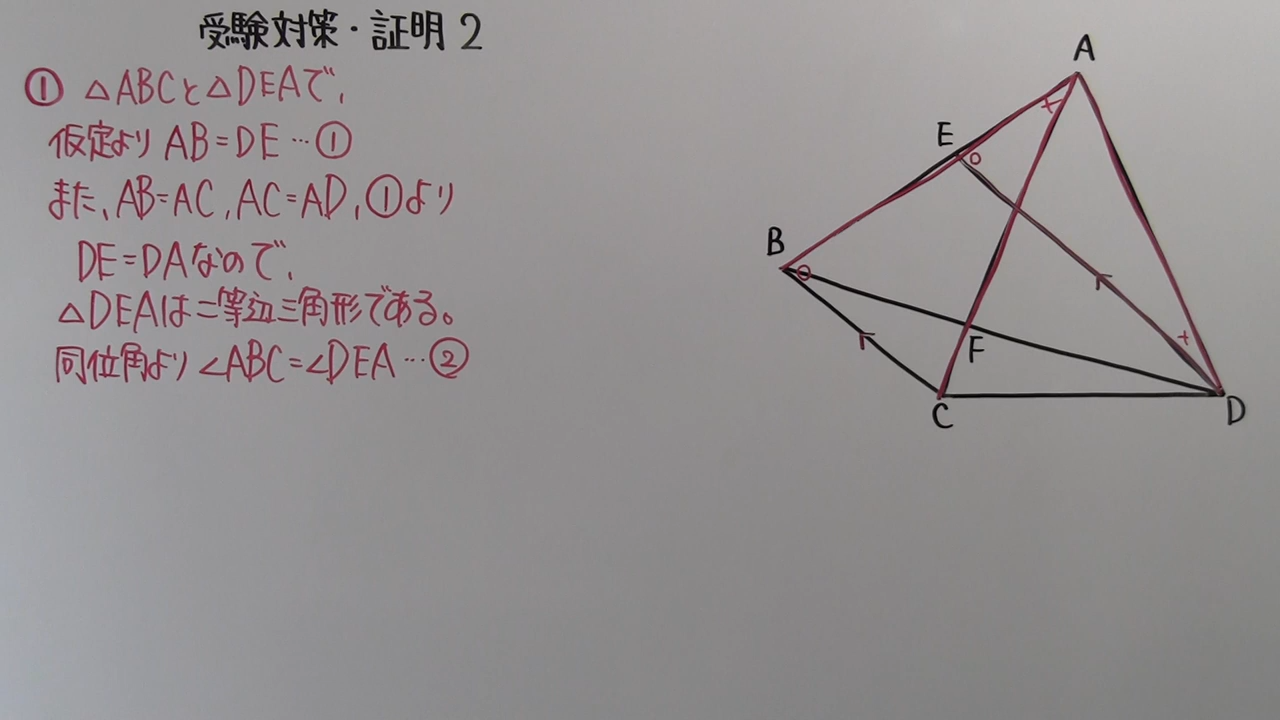 受験対策・証明2
① △ABCと△DEAで、
仮定より AB=DE…①
また、AB=AC, AC=AD, ①より
DE=DAなので、
△DEAは二等辺三角形である。
同位角より ∠ABC=∠DEA…②
A
E
B
F
C
D